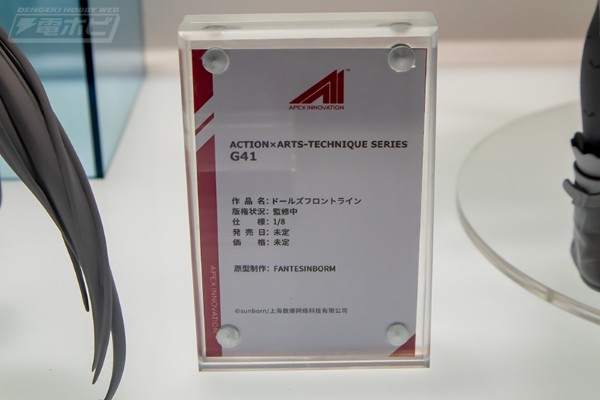 DENGEKI HOBBY WEB
電ホビ
APEX INNOVATION
ACTION×ARTS-TECHNIQUE SERIES
G41
作品名：ドールズフロントライン
版権状況：監修中
仕様：1/8
発売日：未定
価格：未定
原型制作：FANTESINBORM
©sunborn/上海散爆网络科技有限公司
APEX INNOVATION